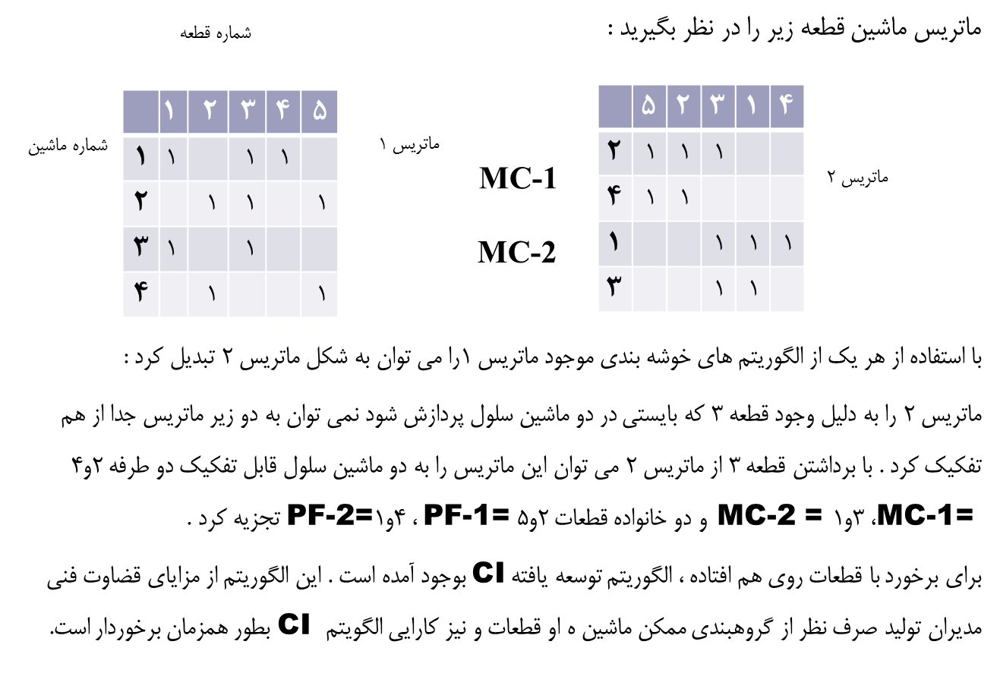 ماتریس ماشین قطعه زیر را در نظر بگیرید :
شماره قطعه
۱ ۲ ۳ ۴ ۵
شماره ماشین
۱ ۱ ۱ ۱
۲ ۱ ۱ ۱
۳ ۱ ۱
۴ ۱ ۱
ماتریس ۱
MC-1
MC-2
۵ ۲ ۳ ۱ ۴
۲ ۱ ۱ ۱
۴ ۱ ۱
۱ ۱ ۱ ۱
۳ ۱ ۱
ماتریس ۲
با استفاده از هر یک از الگوریتم های خوشه بندی موجود ماتریس ۱را می توان به شکل ماتریس ۲ تبدیل کرد :
ماتریس ۲ را به دلیل وجود قطعه ۳ که بایستی در دو ماشین سلول پردازش شود نمی توان به دو زیر ماتریس جدا از هم
تفکیک کرد . با برداشتن قطعه ۳ از ماتریس ۲ می توان این ماتریس را به دو ماشین سلول قابل تفکیک دو طرفه ۲و۴
MC-1=، ۳و۱ = MC-2 و دو خانواده قطعات ۲و۵ =PF-1 ، ۴و۱=PF-2 تجزیه کرد .
برای برخورد با قطعات روی هم افتاده ، الگوریتم توسعه یافته CI بوجود آمده است . این الگوریتم از مزایای قضاوت فنی
مدیران تولید صرف نظر از گروهبندی ممکن ماشین ه او قطعات و نیز کارایی الگویتم CI بطور همزمان برخوردار است.